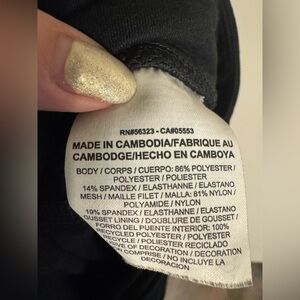 RN#56323 - CA#05553
MADE IN CAMBODIA/FABRIQUE AU
CAMBODGE/HECHO EN CAMBOYA
BODY / CORPS / CUERPO: 86% POLYESTER /
POLYESTER / POLIESTER
14% SPANDEX / ELASTHANNE / ELASTANO
MESH / MAILLE FILET / MALLA: 81% NYLON /
POLYAMIDE / NYLON
19% SPANDEX / ELASTHANNE / ELASTANO
GUSSET LINING / DOUBLURE DE GOUSSET /
FORRO DEL FUENTE INTERIOR: 100%
RECYCLED POLYESTER / POLYESTER
RECYCLE / POLIESTER RECICLADO
OF DECORATION / DECORATION
COMPRISE / NO INCLUYE LA
DECORACION